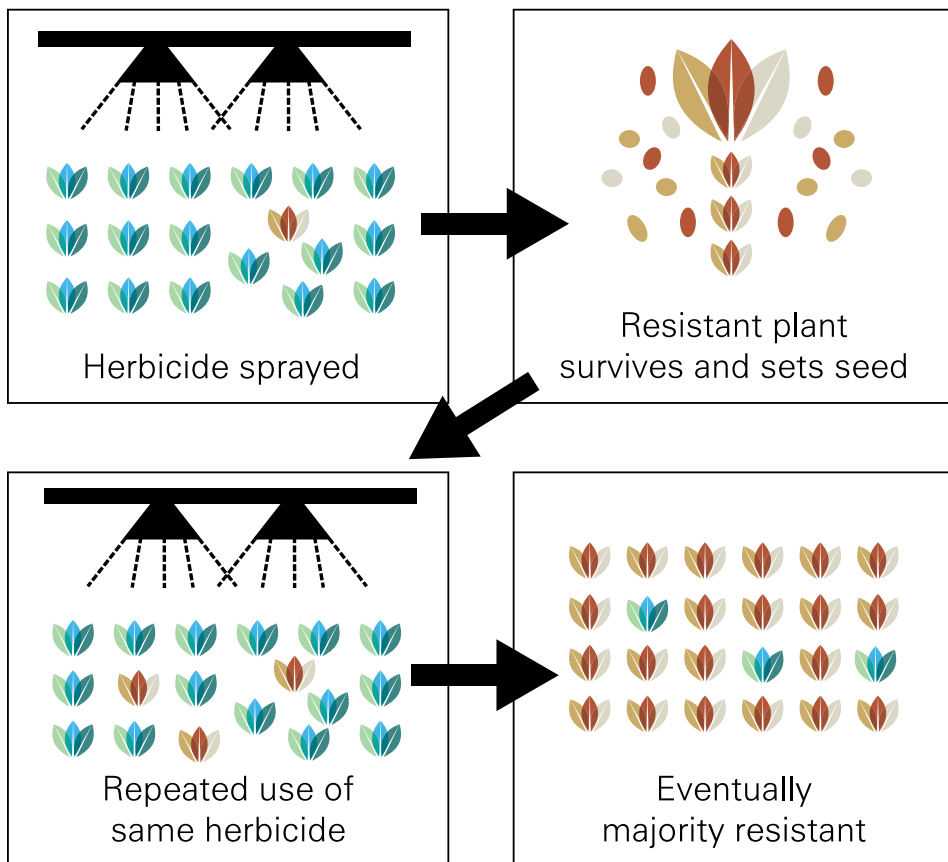 Herbicide sprayed
Resistant plant
survives and sets seed
Repeated use of
same herbicide
Eventually
majority resistant